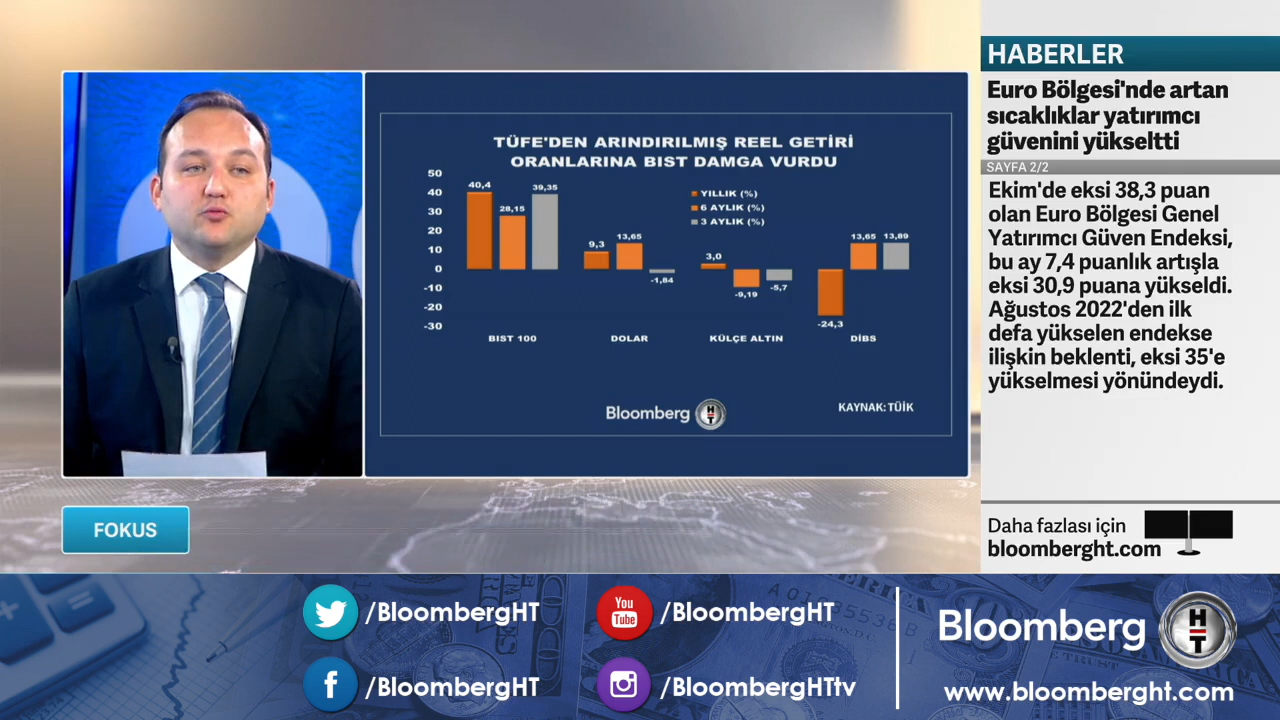 TÜFE'DEN ARINDIRILMIŞ REEL GETİRİ
ORANLARINA BIST DAMGA VURDU
50
40
30
20
10
0
-10
-20
-30
40,4
28,15
39,35
9,3
13,65
-1,84
3,0
-9,19
-5,7
-24,3
13,65
13,89
YILLIK (%)
6 AYLIK (%)
3 AYLIK (%)
BIST 100
DOLAR
KÜLÇE ALTIN
DİBS
Bloomberg HT
KAYNAK: TÜİK
HABERLER
Euro Bölgesi'nde artan
sıcaklıklar yatırımcı
güvenini yükseltti
SAYFA 2/2
Ekim'de eksi 38,3 puan
olan Euro Bölgesi Genel
Yatırımcı Güven Endeksi,
bu ay 7,4 puanlık artışla
eksi 30,9 puana yükseldi.
Ağustos 2022'den ilk
defa yükselen endekse
ilişkin beklenti, eksi 35'e
yükselmesi yönündeydi.
Daha fazlası için
bloomberght.com
FOKUS
/BloombergHT
You Tube /BloombergHT
f /BloombergHT
/BloombergHTtv
Bloomberg HT
www.bloomberght.com